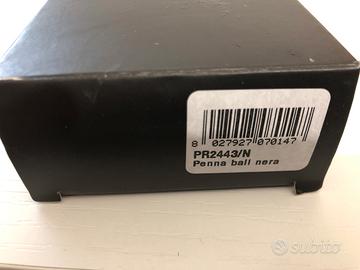 8 027927 070147
PR2443/N
Penna ball nera
subito